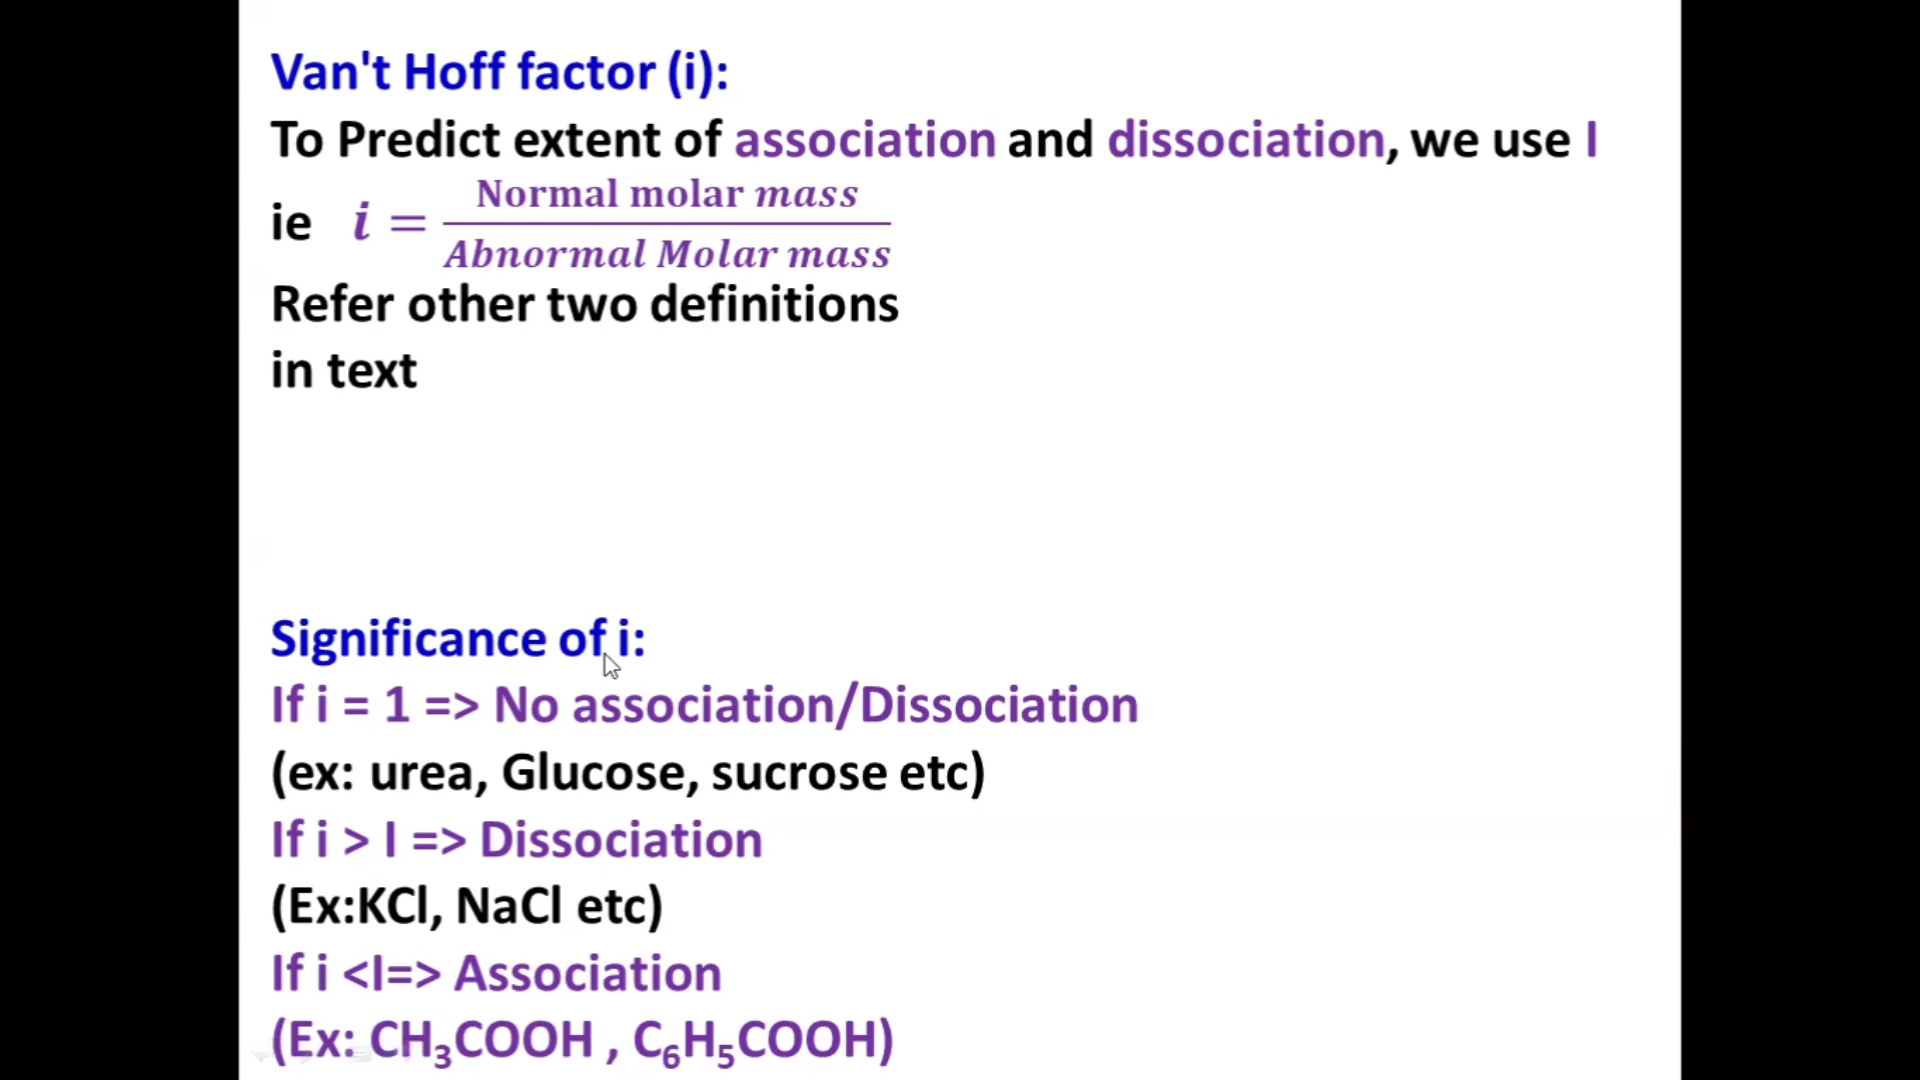 Van't Hoff factor (i):
To Predict extent of association and dissociation, we use I
ie i = Normal molar mass / Abnormal Molar mass
Refer other two definitions
in text
Significance of i:
If i = 1 => No association/Dissociation
(ex: urea, Glucose, sucrose etc)
If i > I => Dissociation
(Ex:KCl, NaCl etc)
If i <I=> Association
(Ex: CH₃COOH , C₆H₅COOH)